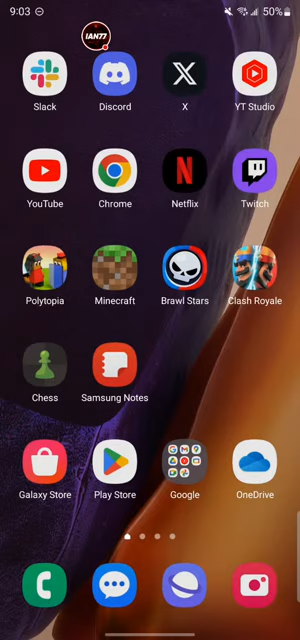 9:03
50%
IAN77
Slack Discord X YT Studio
YouTube Chrome Netflix Twitch
Polytopia Minecraft Brawl Stars Clash Royale
Chess Samsung Notes
Galaxy Store Play Store Google OneDrive